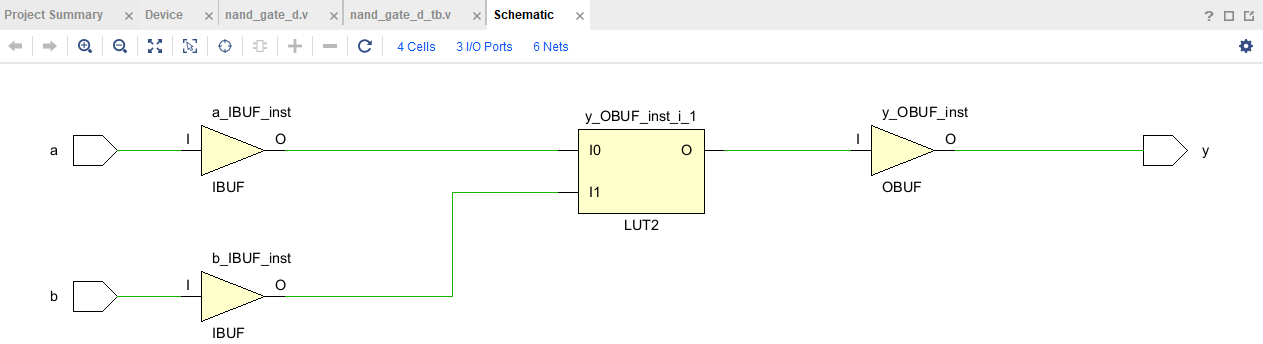 Project Summary × Device × nand_gate_d.v × nand_gate_d_tb.v × Schematic × ?
4 Cells 3 I/O Ports 6 Nets
a_IBUF_inst y_OBUF_inst_i_1 y_OBUF_inst
a I O I0 O I O y
IBUF I1 LUT2 OBUF
b_IBUF_inst
b I O
IBUF